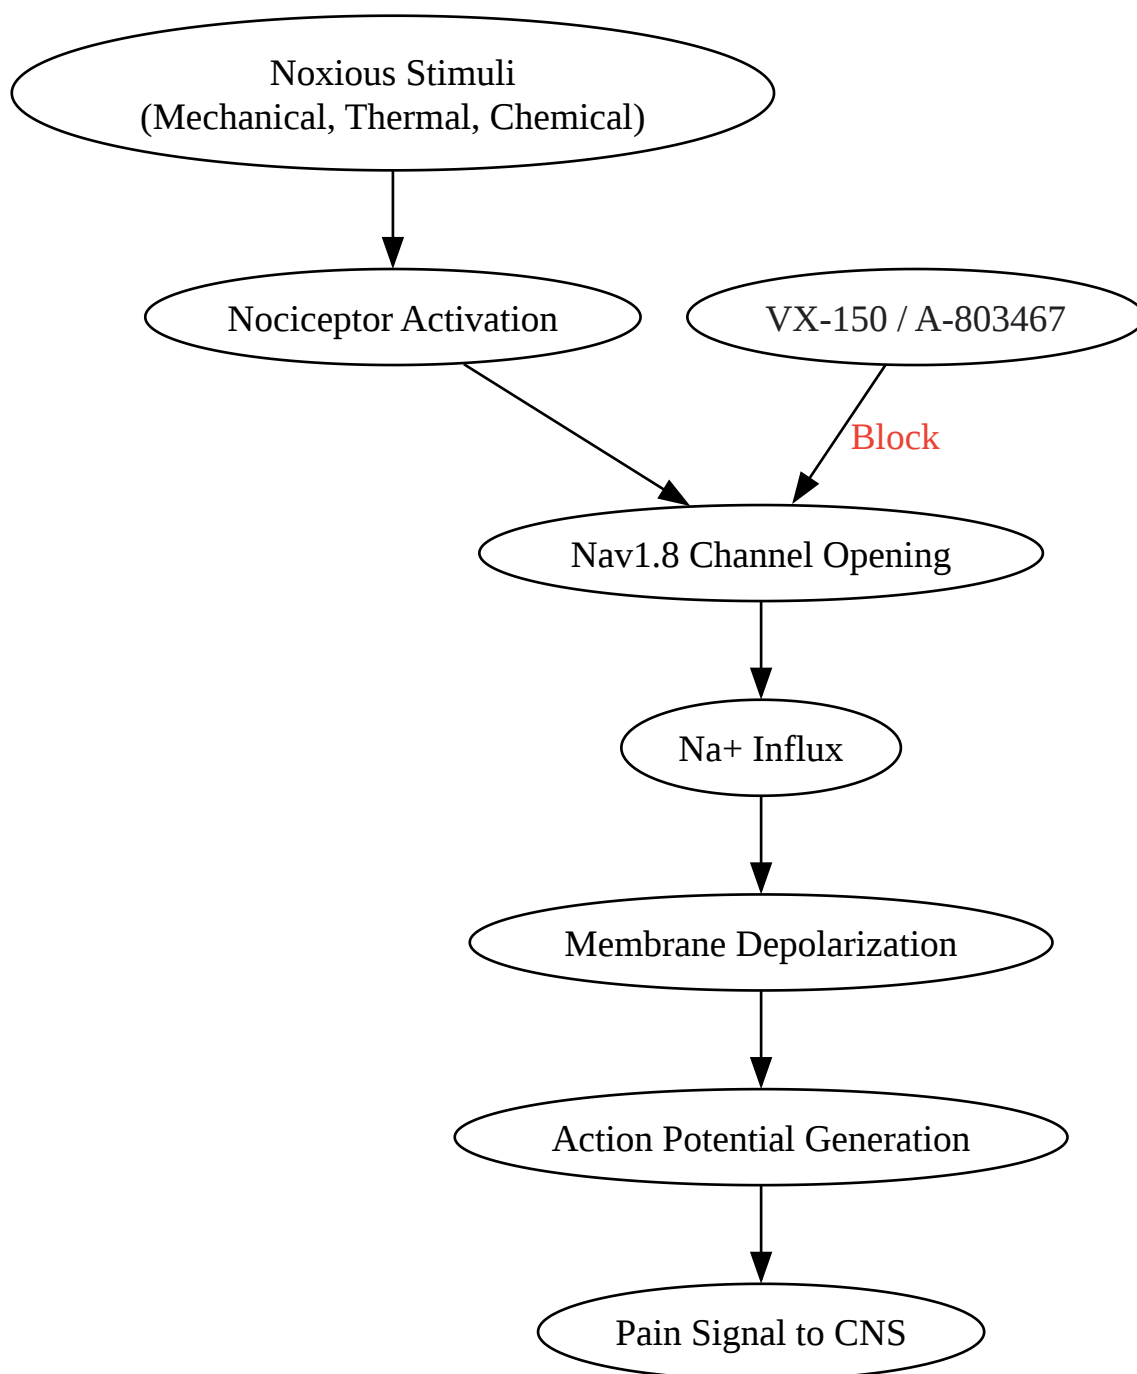 Noxious Stimuli
(Mechanical, Thermal, Chemical)
Nociceptor Activation
VX-150 / A-803467
Block
Nav1.8 Channel Opening
Na+ Influx
Membrane Depolarization
Action Potential Generation
Pain Signal to CNS